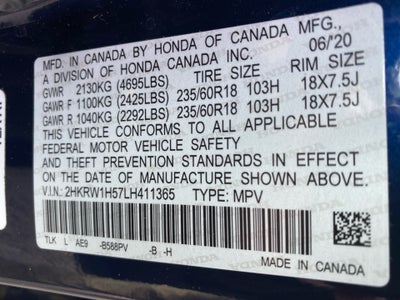 MFD. IN CANADA BY HONDA OF CANADA MFG.,
A DIVISION OF HONDA CANADA INC. 06/20
GVWR 2130KG (4695LBS) TIRE SIZE RIM SIZE
GAWR F 1100KG (2425LBS) 235/60R18 103H 18X7.5J
GAWR R 1040KG (2292LBS) 235/60R18 103H 18X7.5J
THIS VEHICLE CONFORMS TO ALL APPLICABLE
FEDERAL MOTOR VEHICLE SAFETY
AND THEFT PREVENTION STANDARDS IN EFFECT
ON THE DATE OF MANUFACTURE SHOWN ABOVE.
V.I.N.: 2HKRW1H57LH411365 TYPE: MPV
TLK L AE9 -B588PV -B -H
MADE IN CANADA